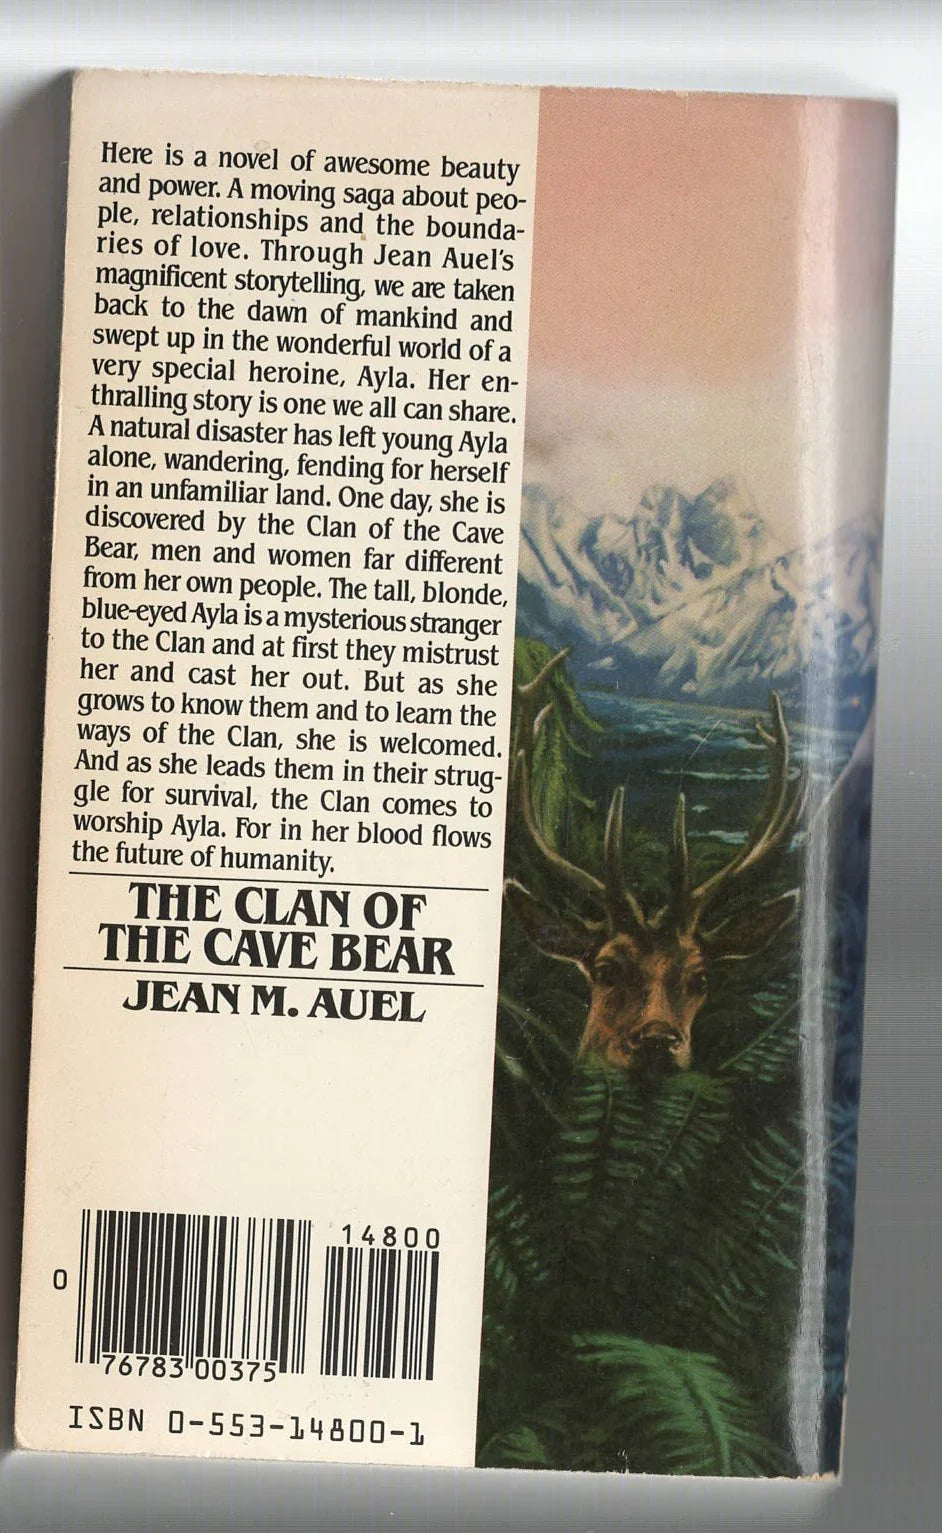 Here is a novel of awesome beauty
and power. A moving saga about peo-
ple, relationships and the bounda-
ries of love. Through Jean Auel's
magnificent storytelling, we are taken
back to the dawn of mankind and
swept up in the wonderful world of a
very special heroine, Ayla. Her en-
thralling story is one we all can share.
A natural disaster has left young Ayla
alone, wandering, fending for herself
in an unfamiliar land. One day, she is
discovered by the Clan of the Cave
Bear, men and women far different
from her own people. The tall, blonde,
blue-eyed Ayla is a mysterious stranger
to the Clan and at first they mistrust
her and cast her out. But as she
grows to know them and to learn the
ways of the Clan, she is welcomed.
And as she leads them in their strug-
gle for survival, the Clan comes to
worship Ayla. For in her blood flows
the future of humanity.
THE CLAN OF
THE CAVE BEAR
JEAN M. AUEL
14800
0
76783 00375
ISBN 0-553-14800-1